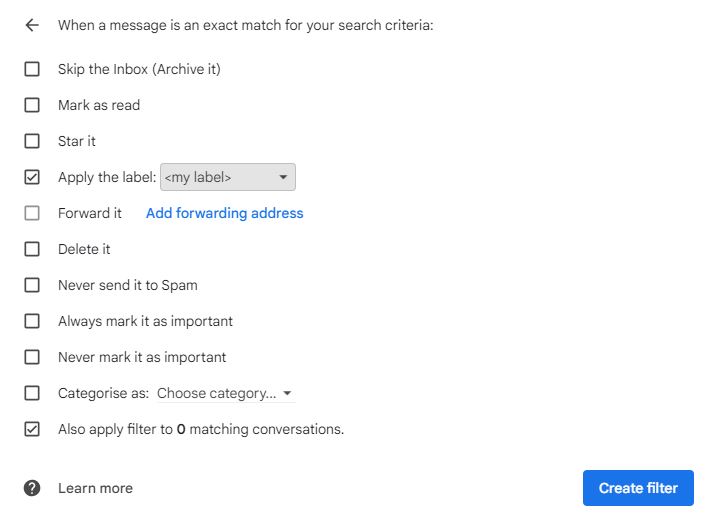 When a message is an exact match for your search criteria:
Skip the Inbox (Archive it)
Mark as read
Star it
Apply the label: <my label>
Forward it Add forwarding address
Delete it
Never send it to Spam
Always mark it as important
Never mark it as important
Categorise as: Choose category...
Also apply filter to 0 matching conversations.
Learn more Create filter